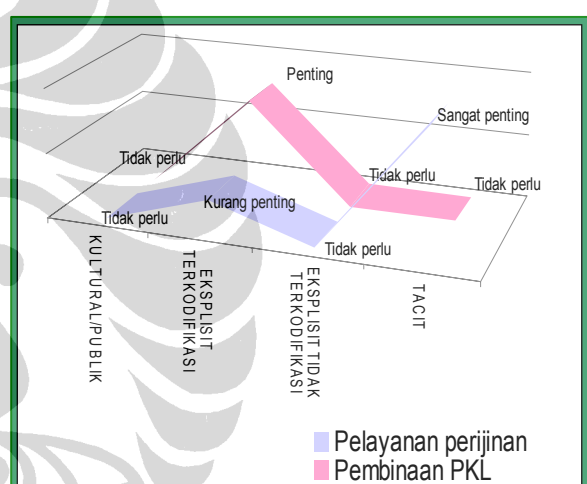 Penting
Sangat penting
Tidak perlu
Tidak perlu
Tidak perlu
Kurang penting
Tidak perlu
Tidak perlu
KULTURAL/PUBLIK
EKSPLISIT
TERKODIFIKASI
EKSPLISIT TIDAK
TERKODIFIKASI
TACIT
Pelayanan perijinan
Pembinaan PKL